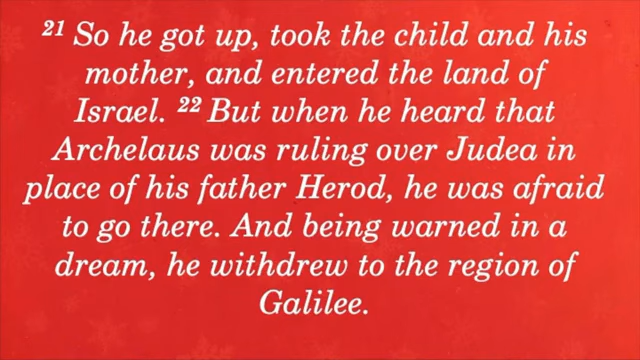 21 So he got up, took the child and his
mother, and entered the land of
Israel. 22 But when he heard that
Archelaus was ruling over Judea in
place of his father Herod, he was afraid
to go there. And being warned in a
dream, he withdrew to the region of
Galilee.